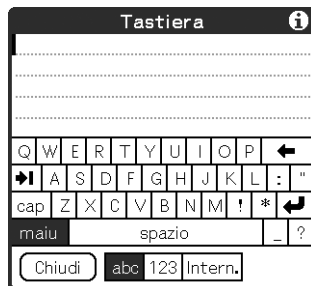 Tastiera i
Q W E R T Y U I O P ←
→ A S D F G H J K L : "
cap Z X C V B N M ! * ↵
maiu spazio _ ?
Chiudi abc 123 Intern.